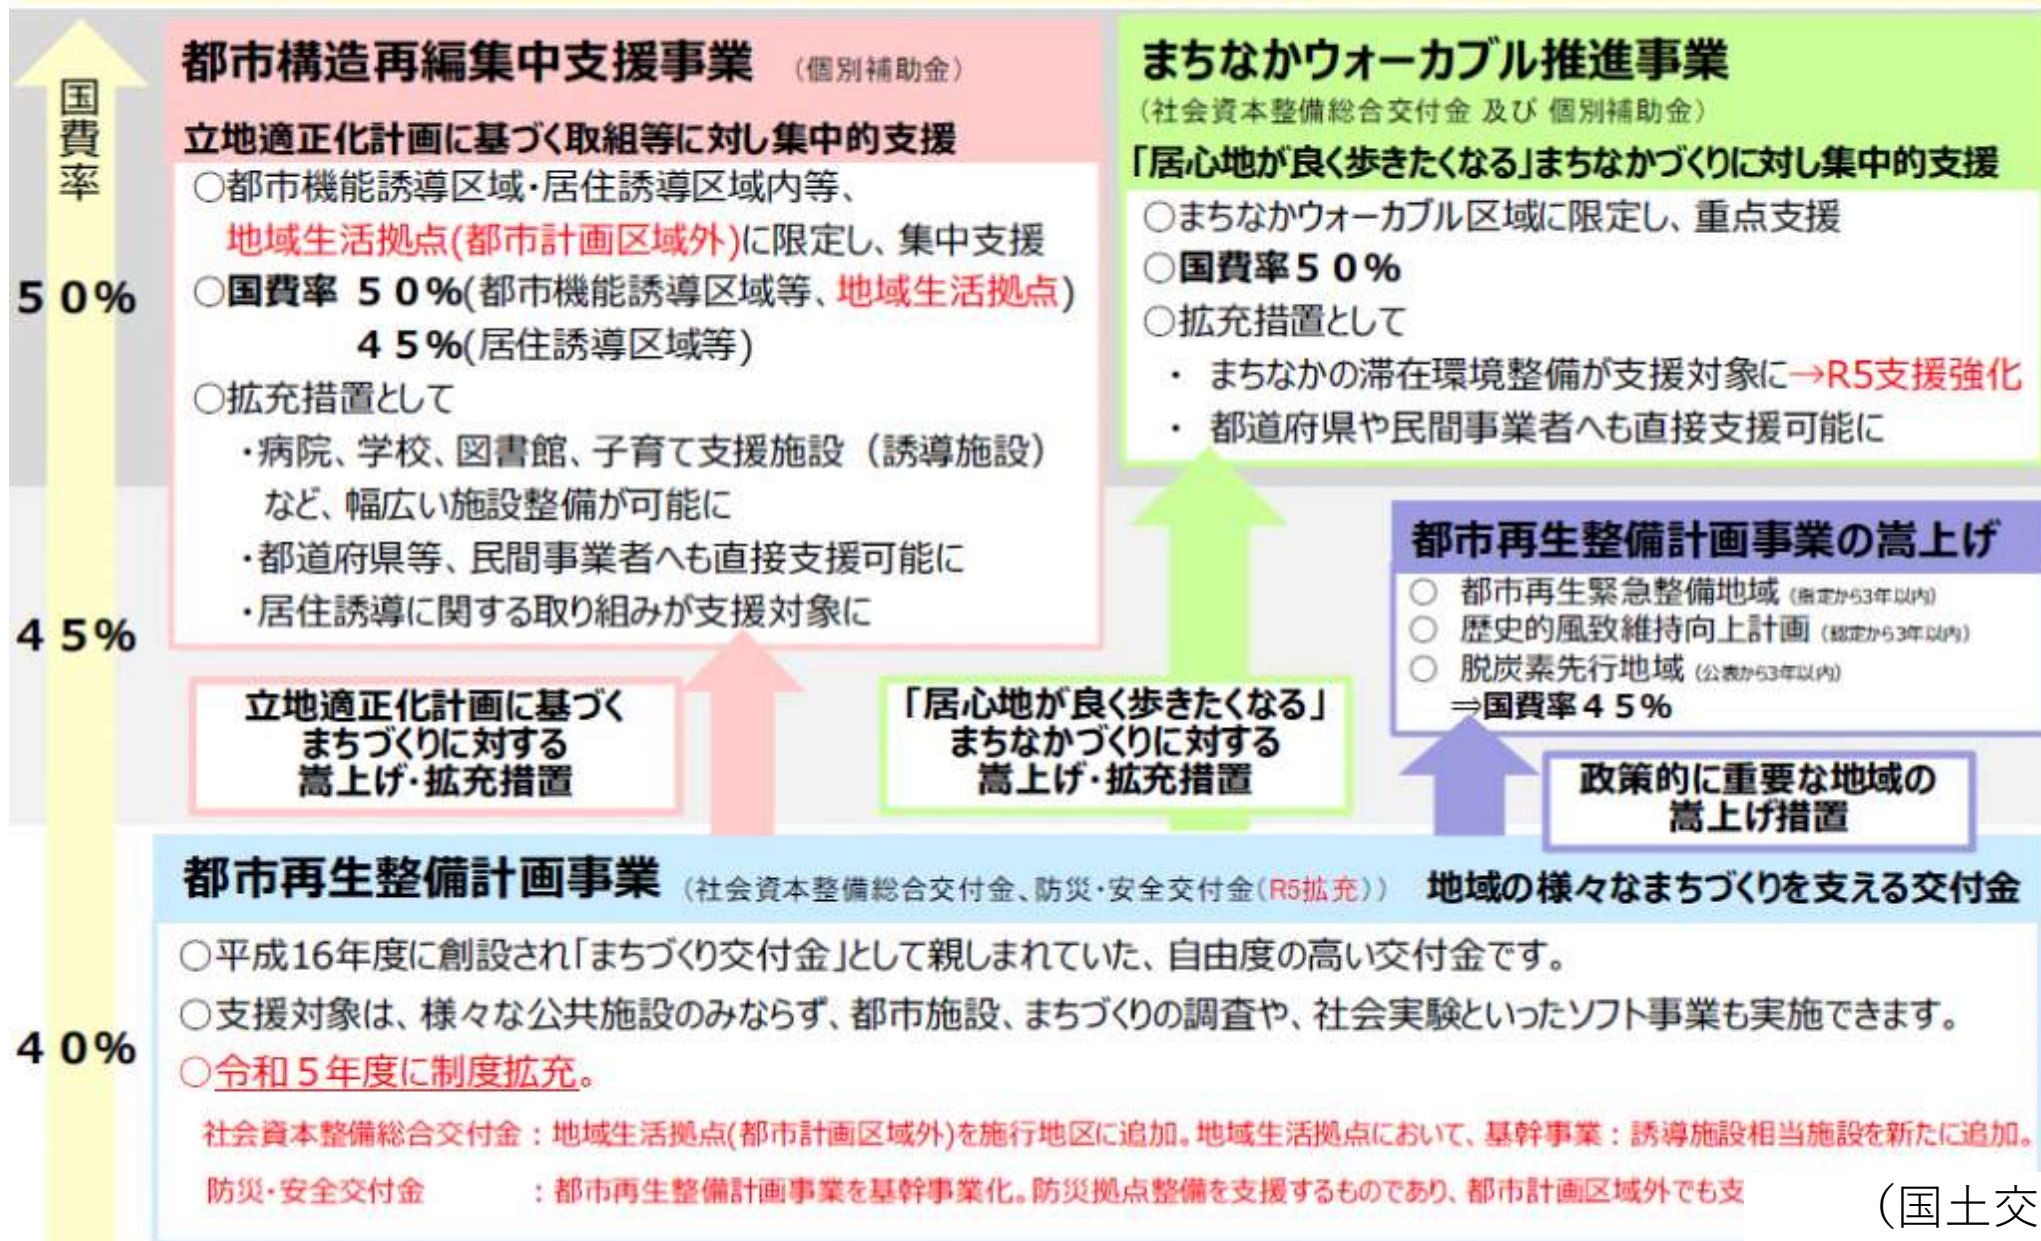 国費率
50%
45%
40%
都市構造再編集中支援事業 （個別補助金）
立地適正化計画に基づく取組等に対し集中的支援
○都市機能誘導区域・居住誘導区域内等、
地域生活拠点(都市計画区域外)に限定し、集中支援
○国費率 50%(都市機能誘導区域等、地域生活拠点)
45%(居住誘導区域等)
○拡充措置として
・病院、学校、図書館、子育て支援施設（誘導施設）
など、幅広い施設整備が可能に
・都道府県等、民間事業者へも直接支援可能に
・居住誘導に関する取り組みが支援対象に
まちなかウォーカブル推進事業
（社会資本整備総合交付金 及び 個別補助金）
「居心地が良く歩きたくなる」まちなかづくりに対し集中的支援
○まちなかウォーカブル区域に限定し、重点支援
○国費率50%
○拡充措置として
・ まちなかの滞在環境整備が支援対象に→R5支援強化
・ 都道府県や民間事業者へも直接支援可能に
都市再生整備計画事業の嵩上げ
○ 都市再生緊急整備地域（指定から3年以内）
○ 歴史的風致維持向上計画（認定から3年以内）
○ 脱炭素先行地域（公表から3年以内）
⇒国費率45%
立地適正化計画に基づく
まちづくりに対する
嵩上げ・拡充措置
「居心地が良く歩きたくなる」
まちなかづくりに対する
嵩上げ・拡充措置
政策的に重要な地域の
嵩上げ措置
都市再生整備計画事業（社会資本整備総合交付金、防災・安全交付金（R5拡充）） 地域の様々なまちづくりを支える交付金
○平成16年度に創設され「まちづくり交付金」として親しまれていた、自由度の高い交付金です。
○支援対象は、様々な公共施設のみならず、都市施設、まちづくりの調査や、社会実験といったソフト事業も実施できます。
○令和5年度に制度拡充。
社会資本整備総合交付金：地域生活拠点(都市計画区域外)を施行地区に追加。地域生活拠点において、基幹事業：誘導施設相当施設を新たに追加。
防災・安全交付金 ：都市再生整備計画事業を基幹事業化。防災拠点整備を支援するものであり、都市計画区域外でも支
(国土交